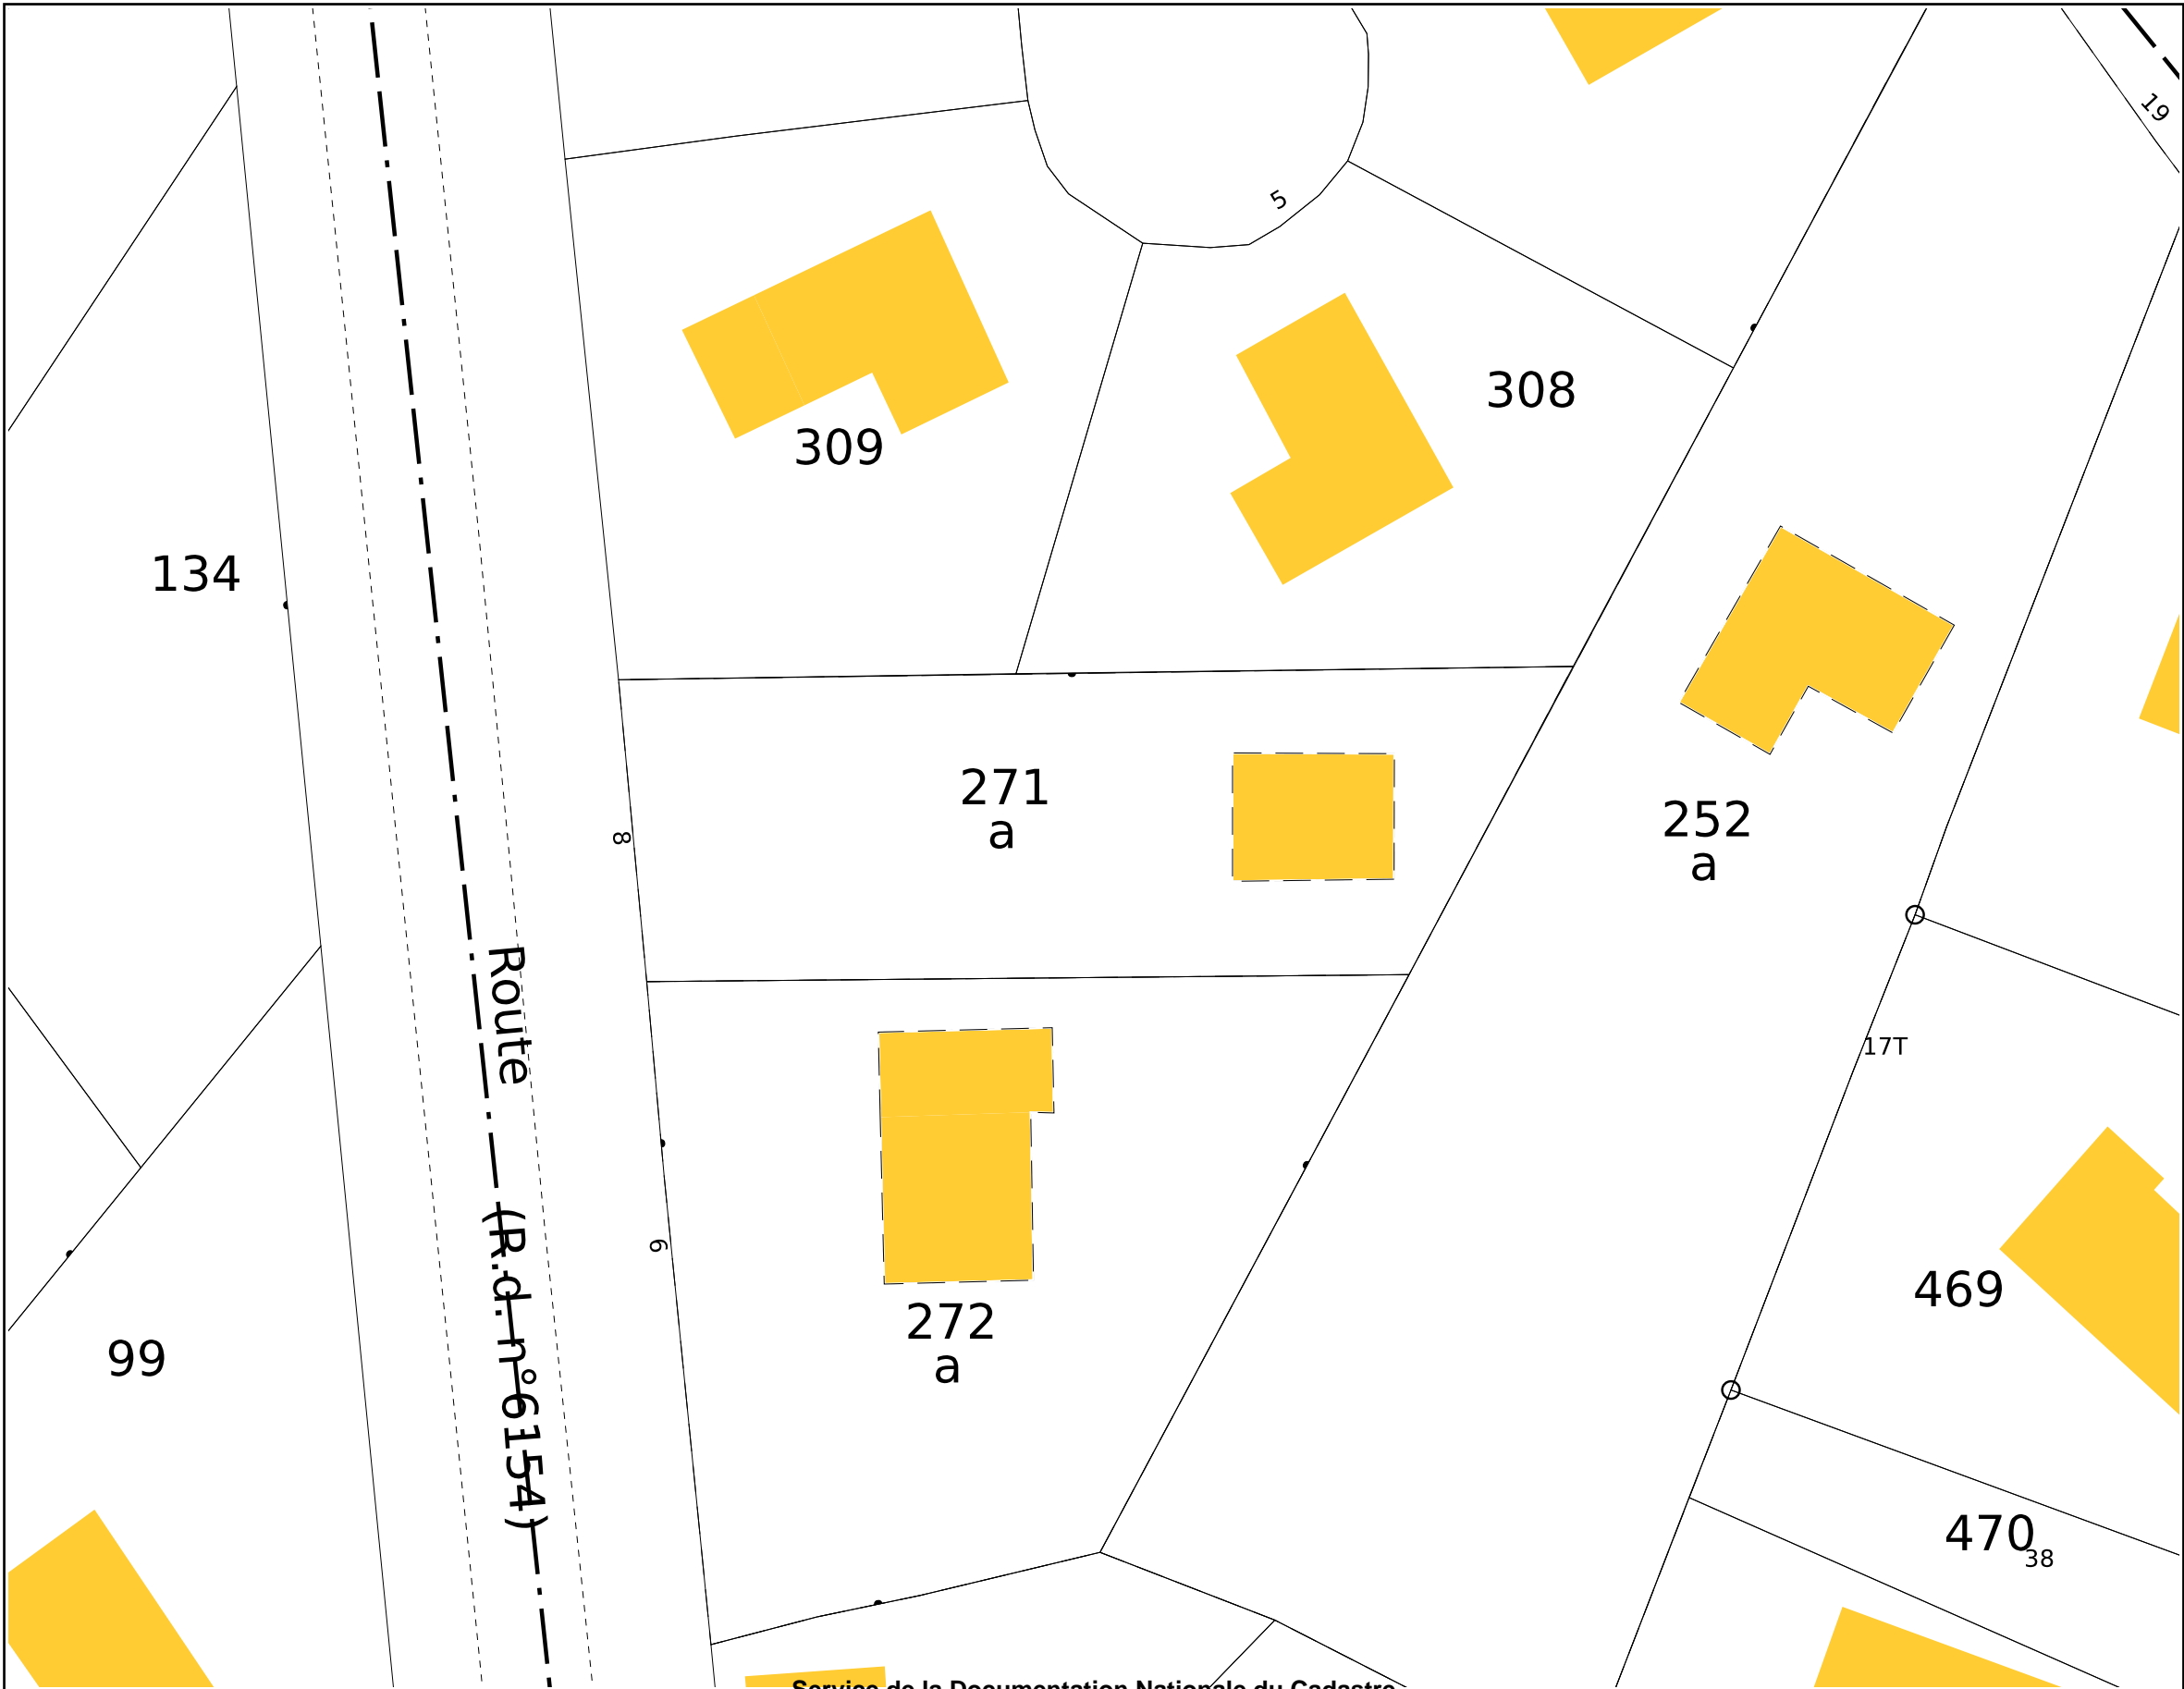 19
5
308
309
134
271
a
8
252
a
17T
Route (R.d. n°6154)
6
469
272
a
99
470
38
Service de la Documentation Nationale du Cadastre